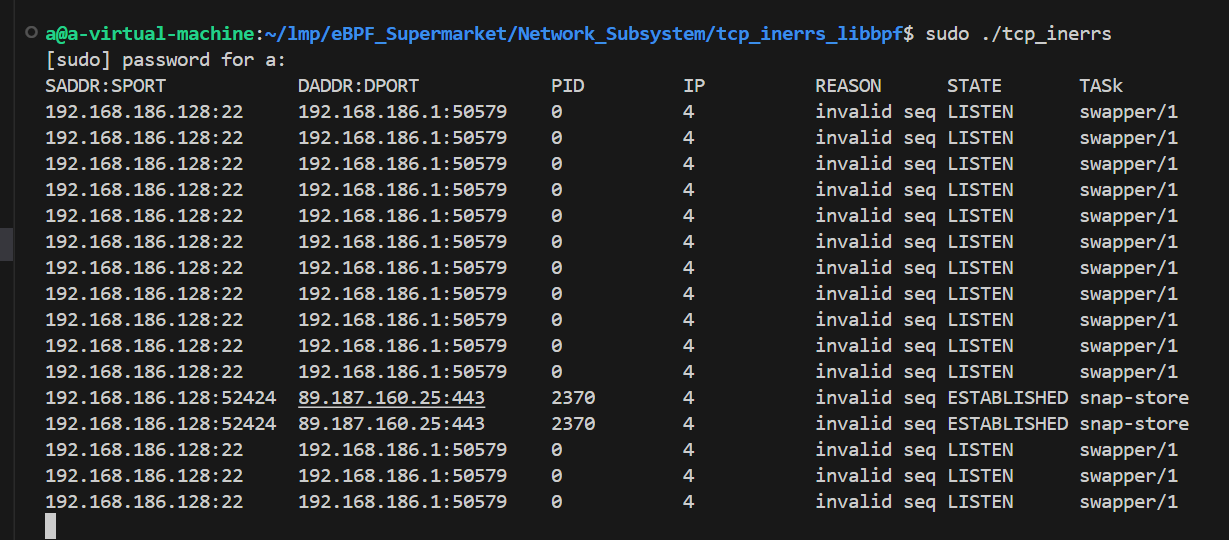 a@a-virtual-machine:~/lmp/eBPF_Supermarket/Network_Subsystem/tcp_inerrs_libbpf$ sudo ./tcp_inerrs
[sudo] password for a:
SADDR:SPORT DADDR:DPORT PID IP REASON STATE TASk
192.168.186.128:22 192.168.186.1:50579 0 4 invalid seq LISTEN swapper/1
192.168.186.128:22 192.168.186.1:50579 0 4 invalid seq LISTEN swapper/1
192.168.186.128:22 192.168.186.1:50579 0 4 invalid seq LISTEN swapper/1
192.168.186.128:22 192.168.186.1:50579 0 4 invalid seq LISTEN swapper/1
192.168.186.128:22 192.168.186.1:50579 0 4 invalid seq LISTEN swapper/1
192.168.186.128:22 192.168.186.1:50579 0 4 invalid seq LISTEN swapper/1
192.168.186.128:22 192.168.186.1:50579 0 4 invalid seq LISTEN swapper/1
192.168.186.128:22 192.168.186.1:50579 0 4 invalid seq LISTEN swapper/1
192.168.186.128:22 192.168.186.1:50579 0 4 invalid seq LISTEN swapper/1
192.168.186.128:22 192.168.186.1:50579 0 4 invalid seq LISTEN swapper/1
192.168.186.128:22 192.168.186.1:50579 0 4 invalid seq LISTEN swapper/1
192.168.186.128:52424 89.187.160.25:443 2370 4 invalid seq ESTABLISHED snap-store
192.168.186.128:52424 89.187.160.25:443 2370 4 invalid seq ESTABLISHED snap-store
192.168.186.128:22 192.168.186.1:50579 0 4 invalid seq LISTEN swapper/1
192.168.186.128:22 192.168.186.1:50579 0 4 invalid seq LISTEN swapper/1
192.168.186.128:22 192.168.186.1:50579 0 4 invalid seq LISTEN swapper/1